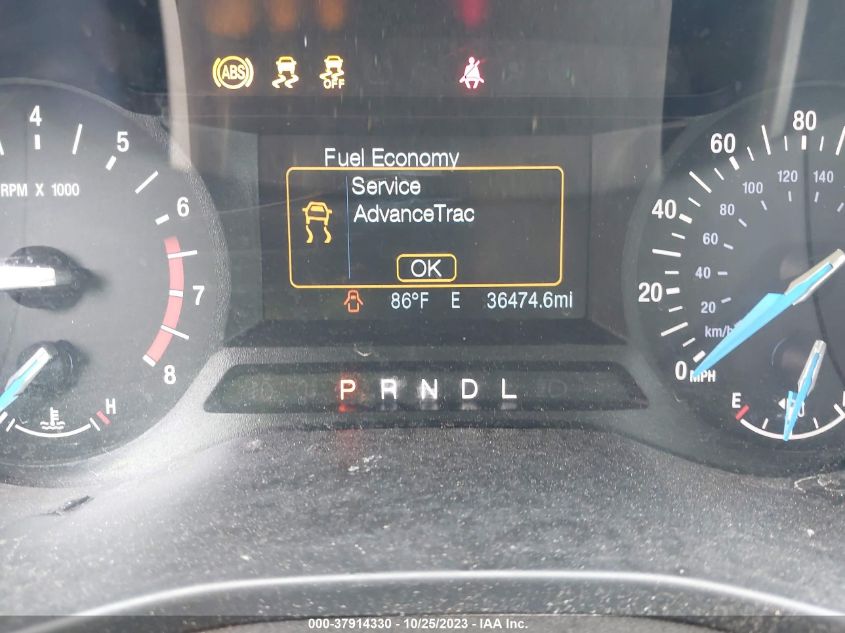 ABS OFF
4 5 6 7 8
RPM X 1000
H
Fuel Economy
Service
AdvanceTrac
OK
86°F E 36474.6mi
P R N D L
0 20 40 60 80
20 40 60 80 100 120 140
km/h
MPH
E
000-37914330 - 10/25/2023 - IAA Inc.